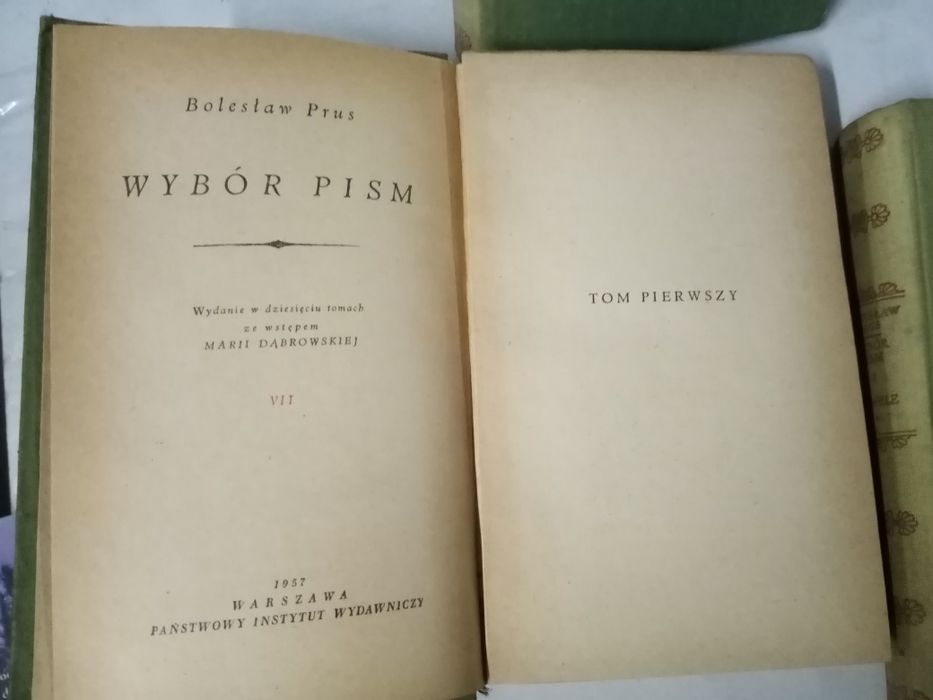 Bolesław Prus
WYBÓR PISM
Wydanie w dziesięciu tomach
ze wstępem
MARII DĄBROWSKIEJ
VII
1957
WARSZAWA
PAŃSTWOWY INSTYTUT WYDAWNICZY
TOM PIERWSZY